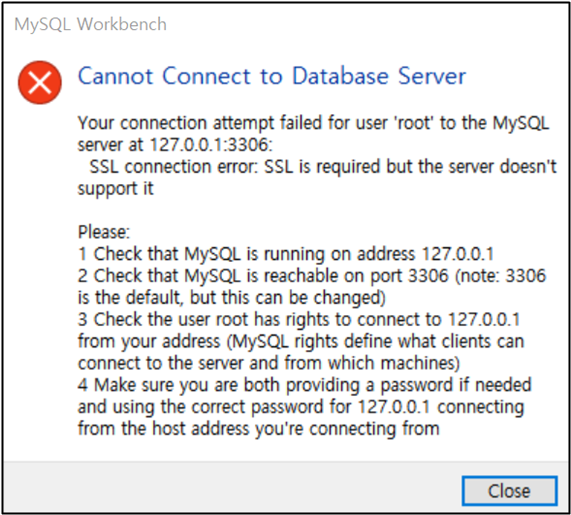 MySQL Workbench
Cannot Connect to Database Server
Your connection attempt failed for user 'root' to the MySQL
server at 127.0.0.1:3306:
SSL connection error: SSL is required but the server doesn't
support it
Please:
1 Check that MySQL is running on address 127.0.0.1
2 Check that MySQL is reachable on port 3306 (note: 3306
is the default, but this can be changed)
3 Check the user root has rights to connect to 127.0.0.1
from your address (MySQL rights define what clients can
connect to the server and from which machines)
4 Make sure you are both providing a password if needed
and using the correct password for 127.0.0.1 connecting
from the host address you're connecting from
Close